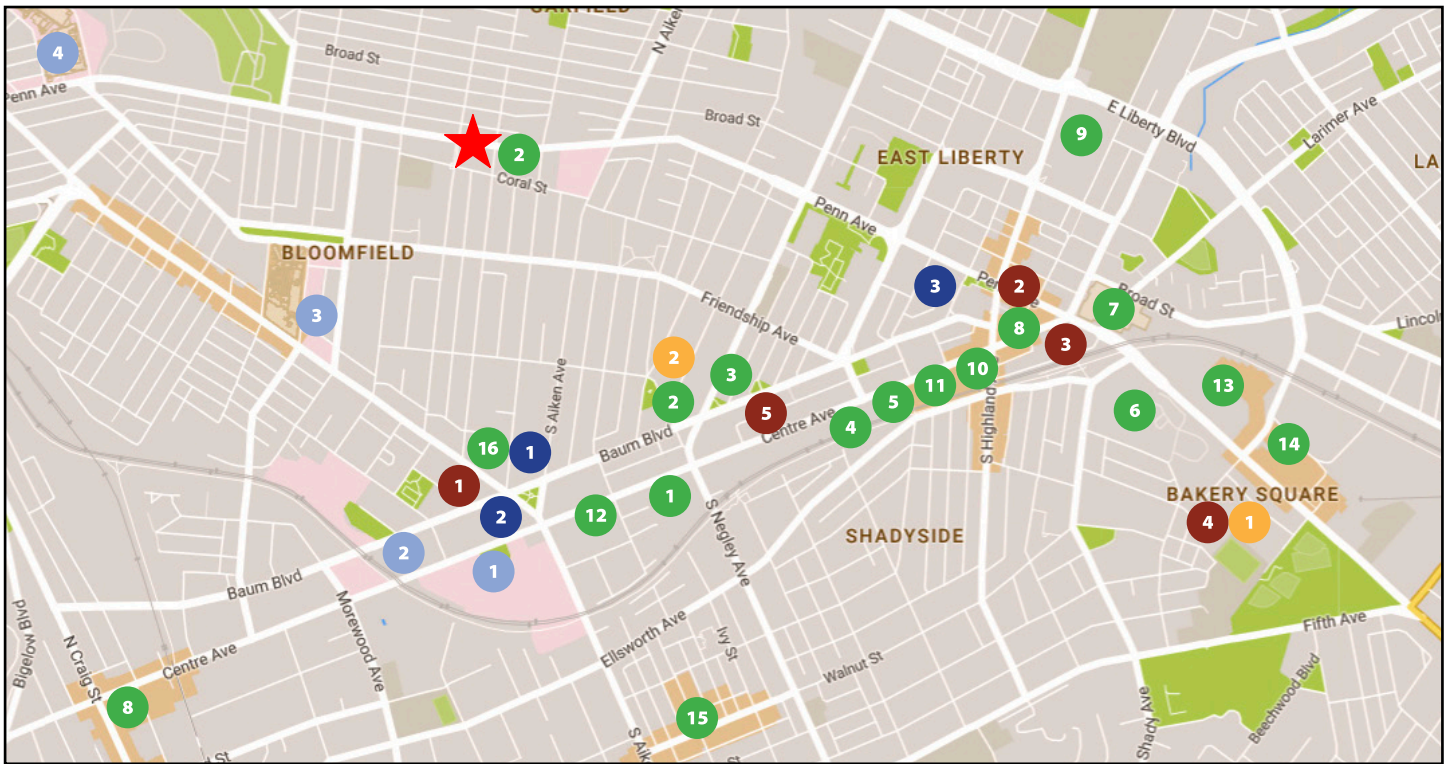 GARFIELD
4
Broad St
N Aiken
Penn Ave
Broad St
E Liberty Blvd
Larimer Ave
9
2
EAST LIBERTY
LA
Coral St
Penn Ave
BLOOMFIELD
3
Penn Ave
2
Broad St
7
Friendship Ave
3
8
Lincoln
3
2
3
10
S Aiken Ave
11
13
2
5
5
6
S Highland
Centre Ave
4
Baum Blvd
14
16
1
1
BAKERY SQUARE
1
2
12
S Negley Ave
SHADYSIDE
4
1
2
1
Baum Blvd
Morewood Ave
Bigelow Blvd
Ellsworth Ave
Ivy St
Fifth Ave
N Craig St
Centre Ave
Walnut St
Shady Ave
Beechwood Blvd
8
15
S Aik
St
St